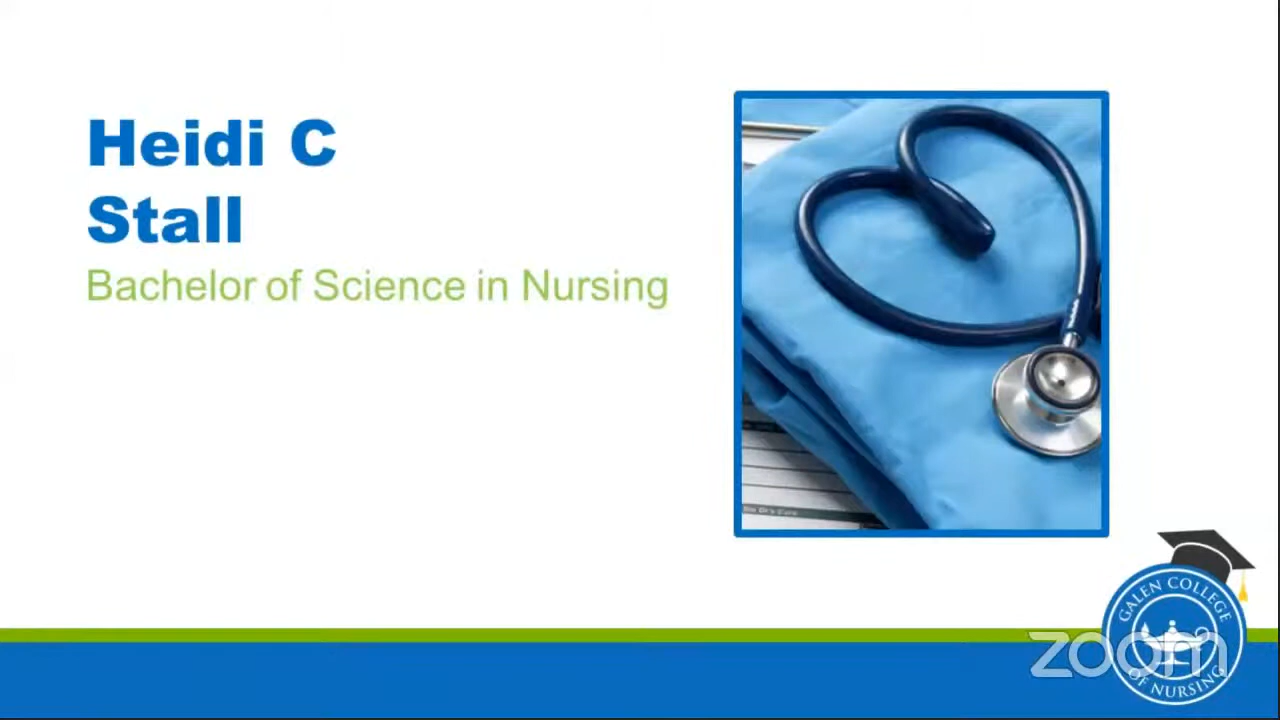 Heidi C
Stall
Bachelor of Science in Nursing
GALEN COLLEGE
OF NURSING
zoom